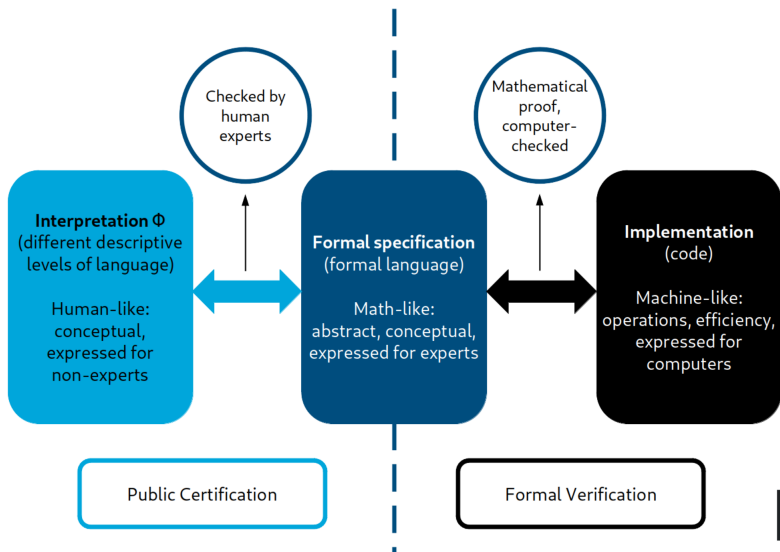 Checked by
human
experts
Mathematical
proof,
computer-
checked
Interpretation Φ
(different descriptive
levels of language)
Human-like:
conceptual,
expressed for
non-experts
Formal specification
(formal language)
Math-like:
abstract, conceptual,
expressed for experts
Implementation
(code)
Machine-like:
operations, efficiency,
expressed for
computers
Public Certification
Formal Verification